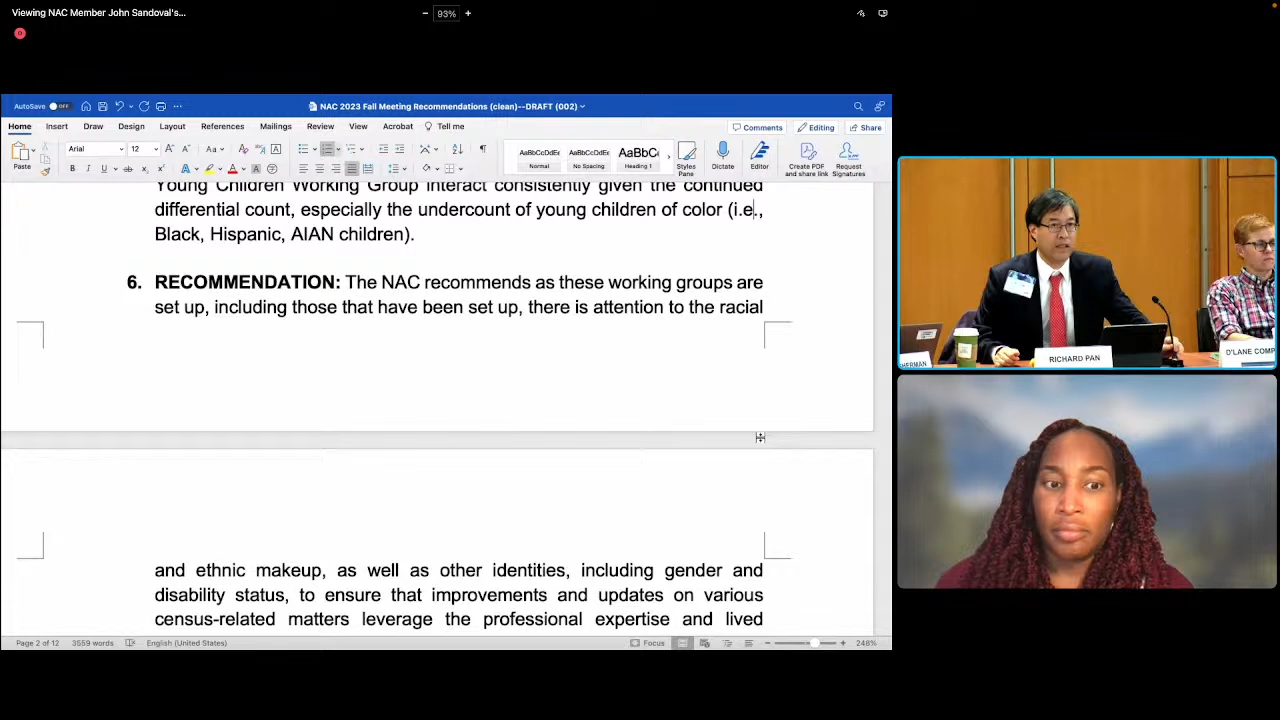 Viewing NAC Member John Sandoval's...
93%
AutoSave OFF
NAC 2023 Fall Meeting Recommendations (clean)--DRAFT (002)
Home Insert Draw Design Layout References Mailings Review View Acrobat Tell me
Comments Editing Share
Paste
Arial 12
AaBbCcDdEe AaBbCcDdEe AaBbC
Normal No Spacing Heading 1
Styles Pane
Dictate
Editor
Create PDF and share link
Request Signatures
Young Children Working Group interact consistently given the continued
differential count, especially the undercount of young children of color (i.e.,
Black, Hispanic, AIAN children).
6. RECOMMENDATION: The NAC recommends as these working groups are
set up, including those that have been set up, there is attention to the racial
and ethnic makeup, as well as other identities, including gender and
disability status, to ensure that improvements and updates on various
census-related matters leverage the professional expertise and lived
Page 2 of 12 3559 words English (United States) Focus 248%
HERMAN
RICHARD PAN
D'LANE COMP